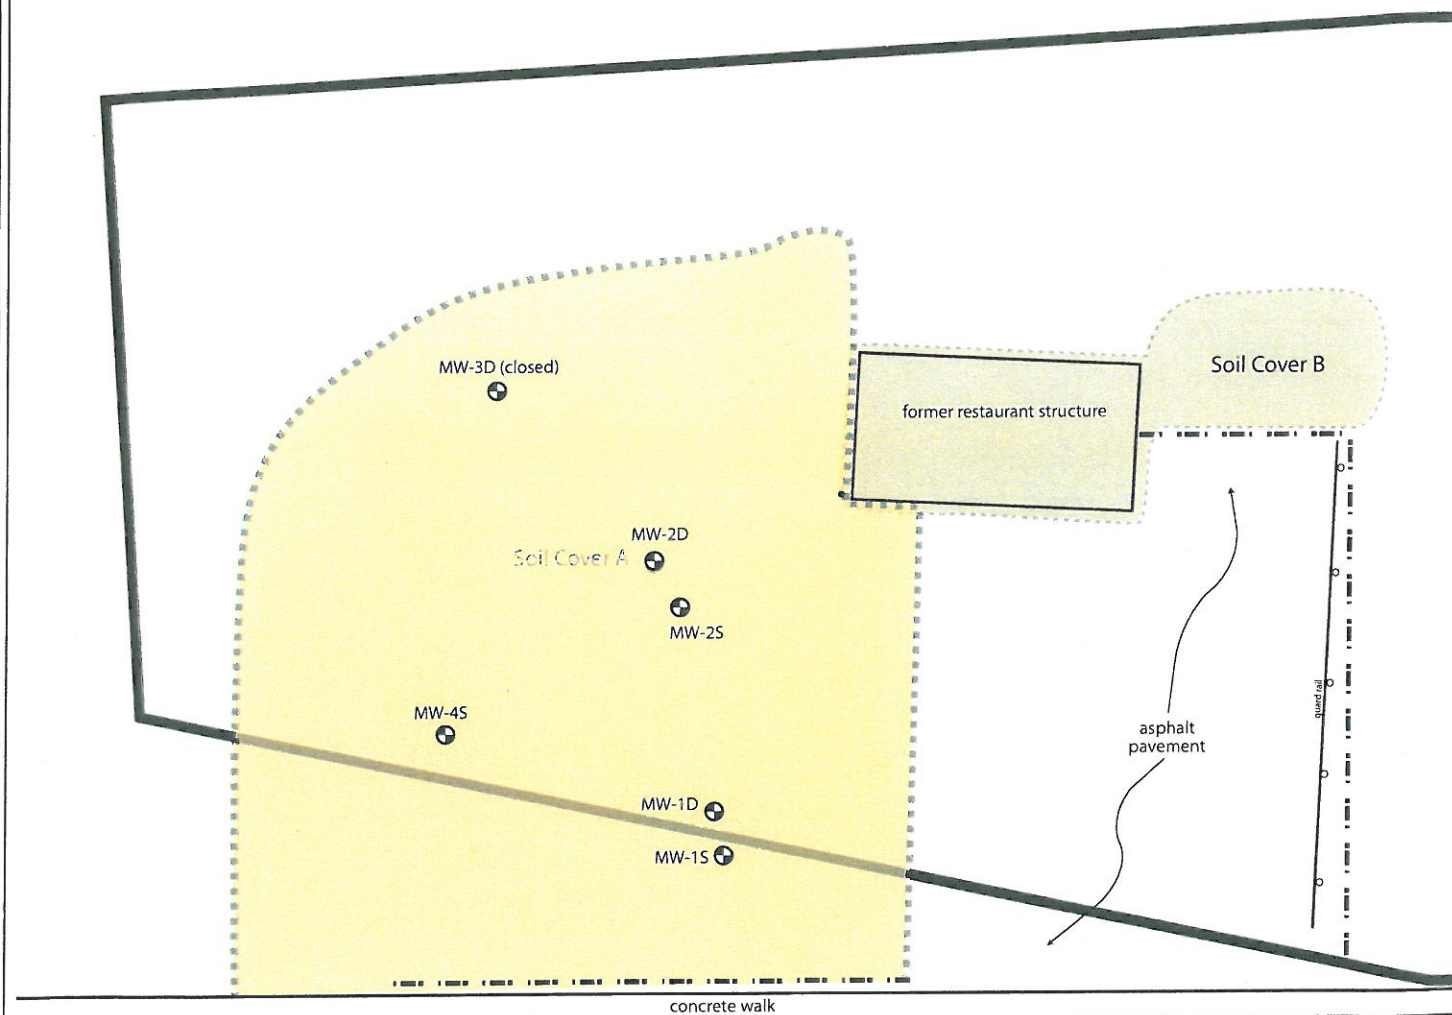 MW-3D (closed)
Soil Cover B
former restaurant structure
MW-2D
Soil Cover A
MW-2S
guard rail
MW-4S
asphalt
pavement
MW-1D
MW-1S
concrete walk